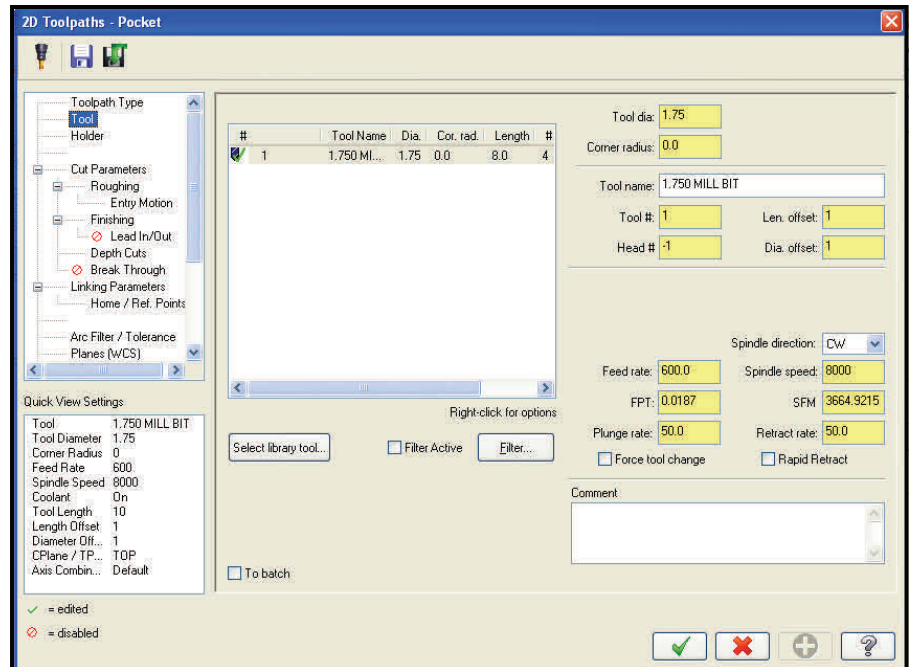 2D Toolpaths - Pocket
Toolpath Type
Tool
Holder
Cut Parameters
Roughing
Entry Motion
Finishing
Lead In/Out
Depth Cuts
Break Through
Linking Parameters
Home / Ref. Points
Arc Filter / Tolerance
Planes (WCS)
Quick View Settings
Tool 1.750 MILL BIT
Tool Diameter 1.75
Corner Radius 0
Feed Rate 600
Spindle Speed 8000
Coolant On
Tool Length 10
Length Offset 1
Diameter Off... 1
CPlane / TP... TOP
Axis Combin... Default
= edited
= disabled
# Tool Name Dia. Cor. rad. Length #
1 1.750 MI... 1.75 0.0 8.0 4
Right-click for options
Select library tool...
Filter Active
Filter...
To batch
Tool dia: 1.75
Corner radius: 0.0
Tool name: 1.750 MILL BIT
Tool #: 1 Len. offset: 1
Head # -1 Dia. offset: 1
Spindle direction: CW
Feed rate: 600.0 Spindle speed: 8000
FPT: 0.0187 SFM 3664.9215
Plunge rate: 50.0 Retract rate: 50.0
Force tool change Rapid Retract
Comment